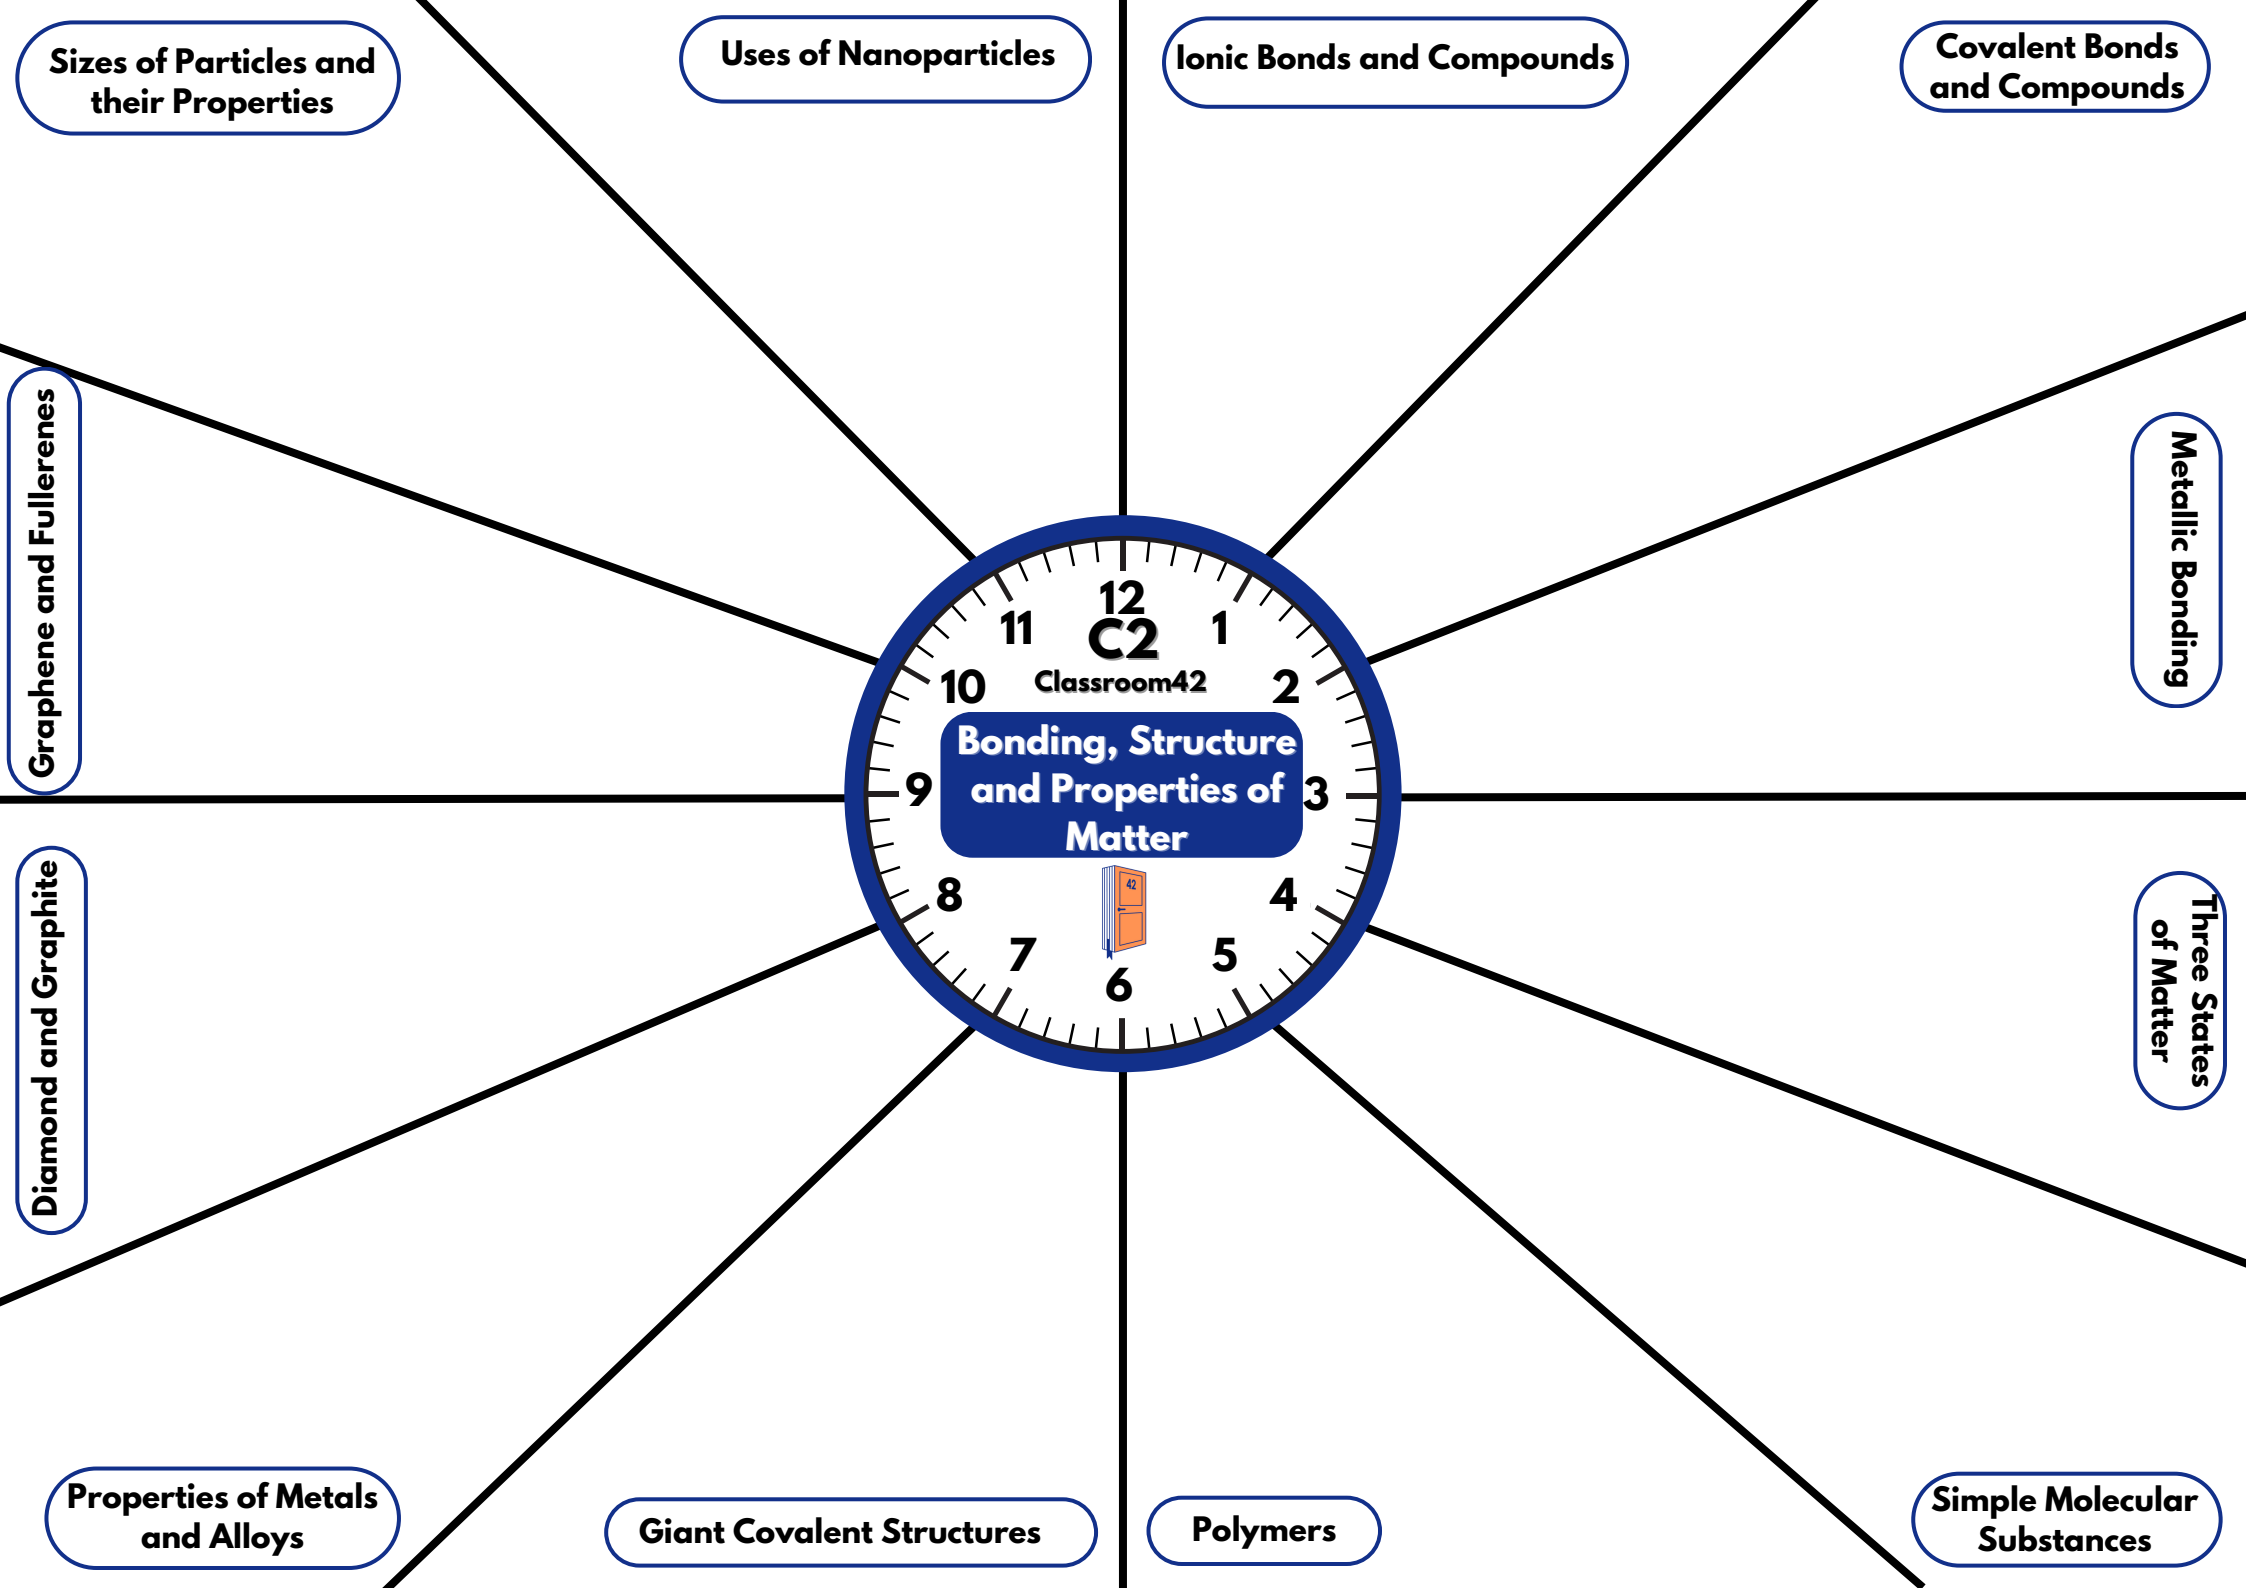 Sizes of Particles and
their Properties
Uses of Nanoparticles
Ionic Bonds and Compounds
Covalent Bonds
and Compounds
Graphene and Fullerenes
Metallic Bonding
12
11
1
C2
10
Classroom42
2
Bonding, Structure
and Properties of
Matter
9
3
42
8
4
7
5
6
Diamond and Graphite
Three States
of Matter
Properties of Metals
and Alloys
Giant Covalent Structures
Polymers
Simple Molecular
Substances